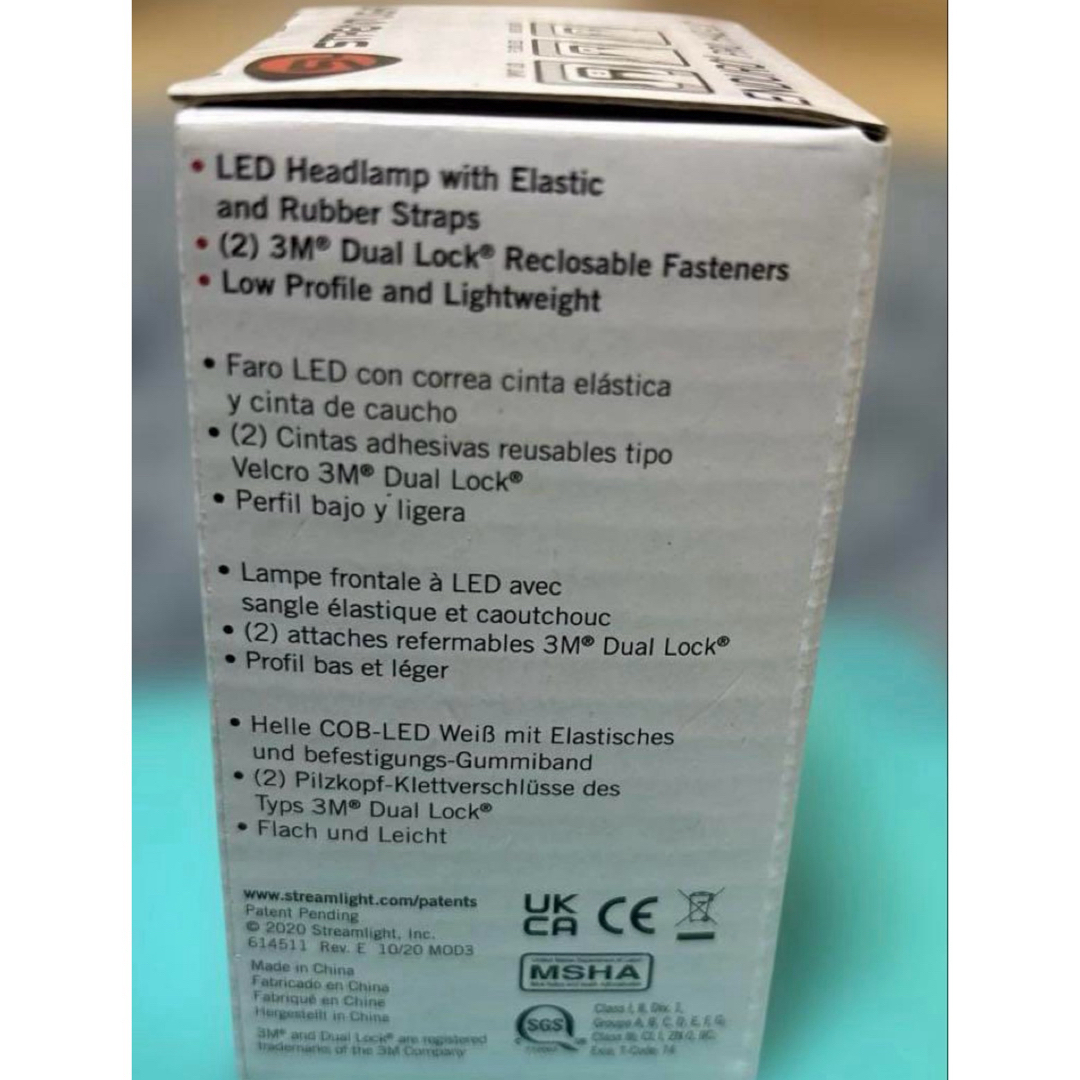 LED Headlamp with Elastic
and Rubber Straps
(2) 3M® Dual Lock® Reclosable Fasteners
Low Profile and Lightweight
Faro LED con correa cinta elástica
y cinta de caucho
(2) Cintas adhesivas reusables tipo
Velcro 3M® Dual Lock®
Perfil bajo y ligera
Lampe frontale à LED avec
sangle élastique et caoutchouc
(2) attaches refermables 3M® Dual Lock®
Profil bas et léger
Helle COB-LED Weiß mit Elastisches
und befestigungs-Gummiband
(2) Pilzkopf-Klettverschlüsse des
Typs 3M® Dual Lock®
Flach und Leicht
www.streamlight.com/patents
Patent Pending
© 2020 Streamlight, Inc.
614511 Rev. E 10/20 MOD3
Made in China
Fabricado en China
Fabriqué en Chine
Hergestellt in China
3M® and Dual Lock® are registered
trademarks of the 3M Company
UK
CA CE
MSHA
SGS